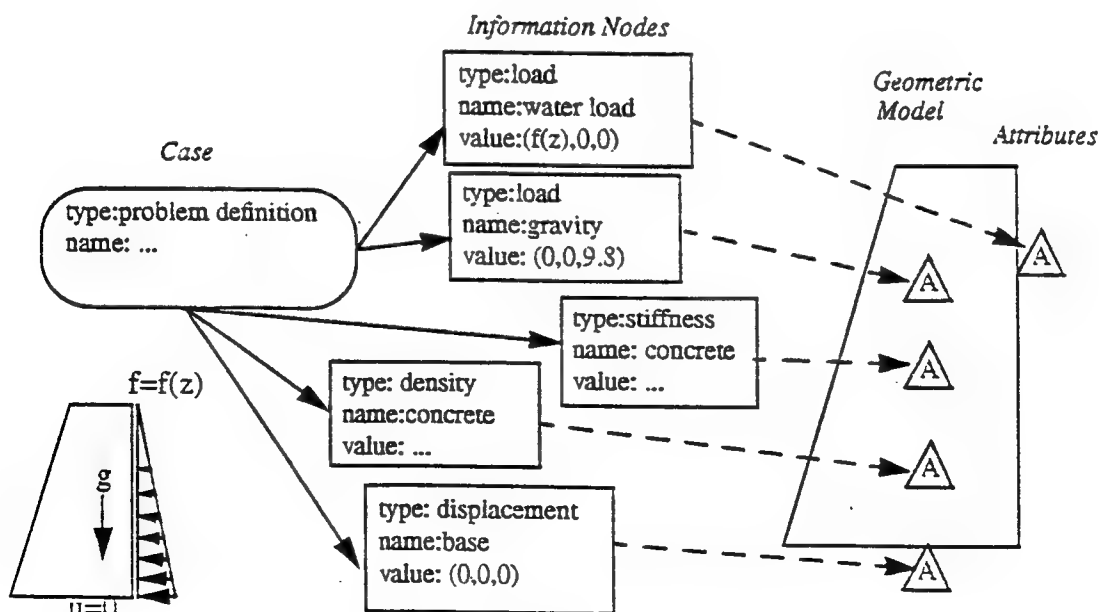 Information Nodes
type:load
name:water load
value:(f(z),0,0)
Geometric
Model
Attributes
Case
type:problem definition
name: ...
type:load
name:gravity
value: (0,0,9.8)
A
A
type:stiffness
name: concrete
value: ...
A
f=f(z)
type: density
name:concrete
value: ...
A
g
type: displacement
name:base
value: (0,0,0)
A
u=0